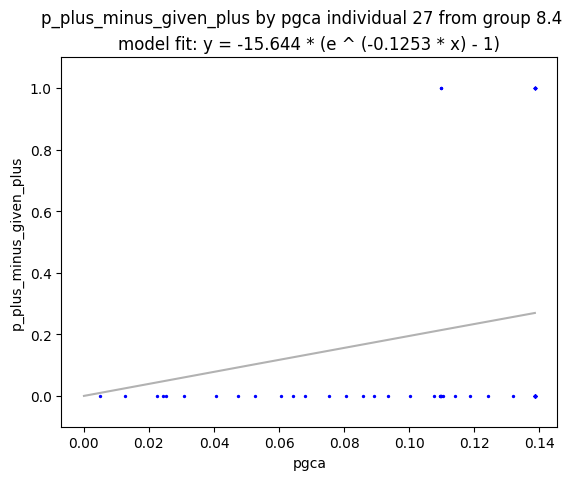 p_plus_minus_given_plus by pgca individual 27 from group 8.4
model fit: y = -15.644 * (e ^ (-0.1253 * x) - 1)
1.0
0.8
0.6
0.4
0.2
0.0
p_plus_minus_given_plus
0.00 0.02 0.04 0.06 0.08 0.10 0.12 0.14
pgca